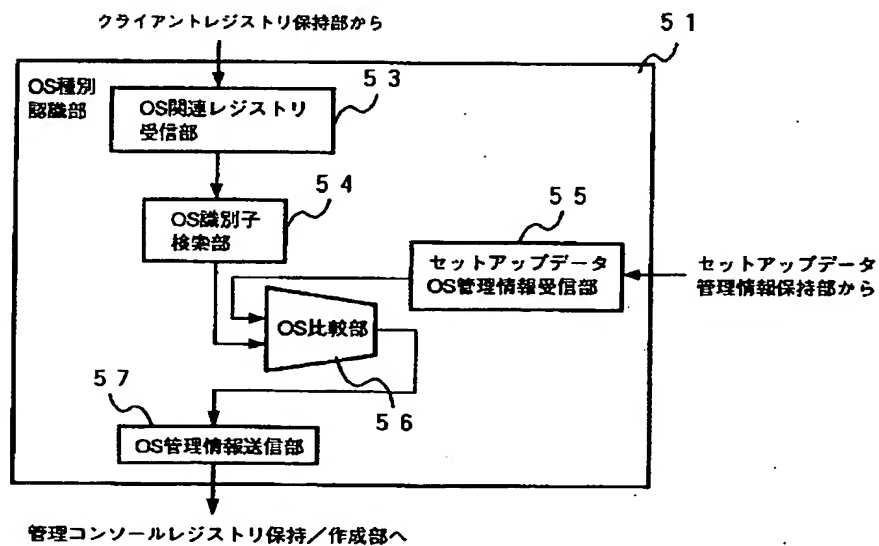 クライアントレジストリ保持部から
51
OS種別
認識部
53
OS関連レジストリ
受信部
54
OS識別子
検索部
55
セットアップデータ
OS管理情報受信部
セットアップデータ
管理情報保持部から
OS比較部
56
57
OS管理情報送信部
管理コンソールレジストリ保持/作成部へ